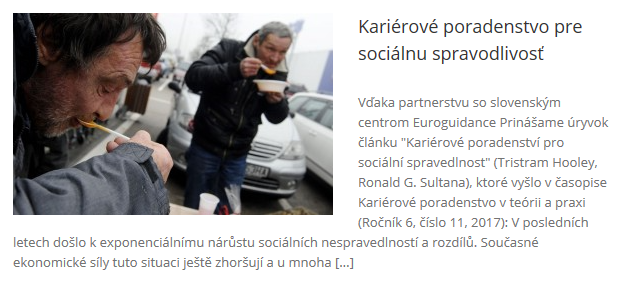 Kariérové poradenstvo pre
sociálnu spravodlivosť
Vďaka partnerstvu so slovenským
centrom Euroguidance Prinášame úryvok
článku "Kariérové poradenství pro
sociální spravedlnost" (Tristram Hooley,
Ronald G. Sultana), ktoré vyšlo v časopise
Kariérové poradenstvo v teórii a praxi
(Ročník 6, číslo 11, 2017): V posledních
letech došlo k exponenciálnímu nárůstu sociálních nespravedlností a rozdílů. Současné
ekonomické síly tuto situaci ještě zhoršují a u mnoha [...]